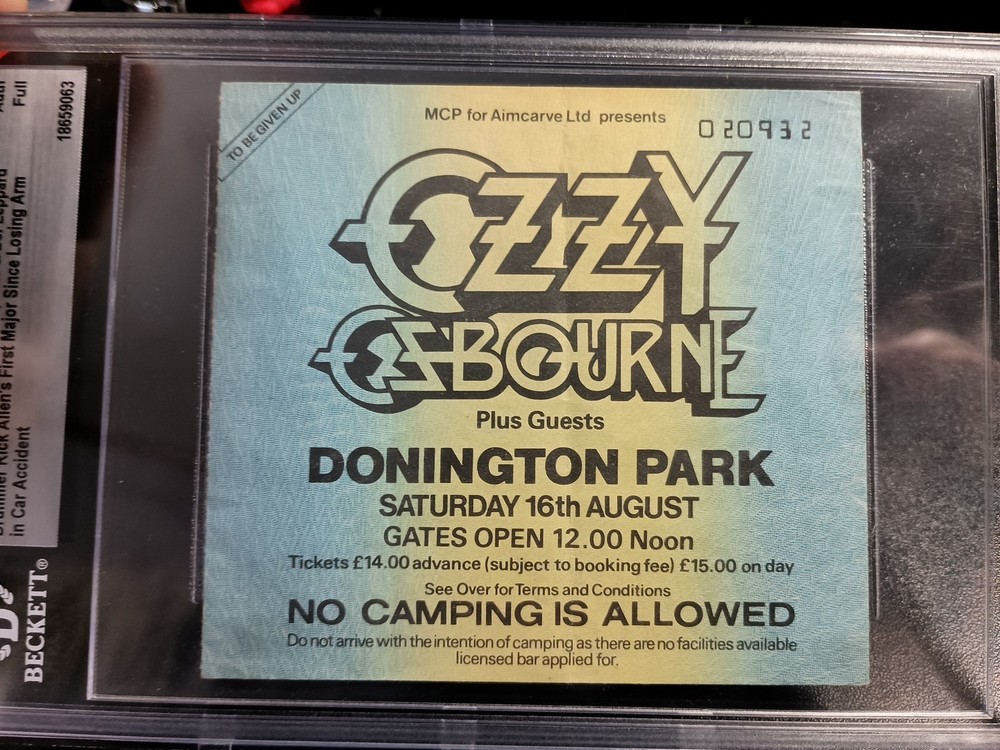 TO BE GIVEN UP
MCP for Aimcarve Ltd presents
020932
OZZY
OSBOURNE
Plus Guests
DONINGTON PARK
SATURDAY 16th AUGUST
GATES OPEN 12.00 Noon
Tickets £14.00 advance (subject to booking fee) £15.00 on day
See Over for Terms and Conditions
NO CAMPING IS ALLOWED
Do not arrive with the intention of camping as there are no facilities available
licensed bar applied for.
Full
18659063
Drummer Rick Allen's First Major Since Losing Arm
in Car Accident
BECKETT®